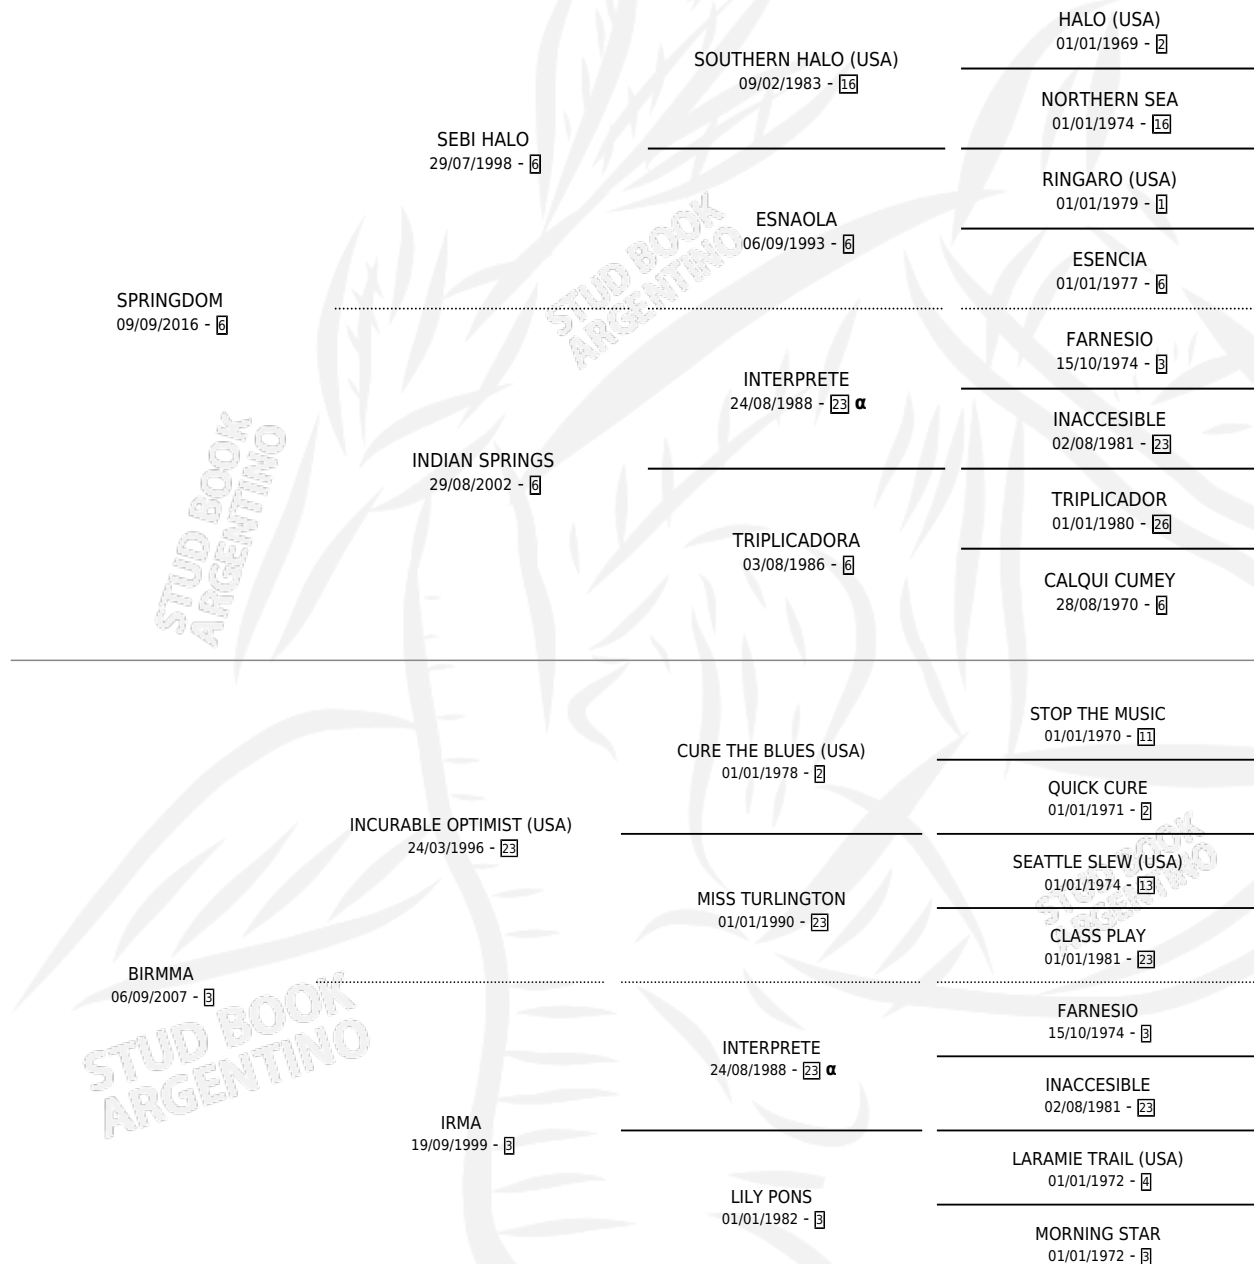 HALO (USA)
01/01/1969 - 2
SOUTHERN HALO (USA)
09/02/1983 - 16
NORTHERN SEA
01/01/1974 - 16
SEBI HALO
29/07/1998 - 6
RINGARO (USA)
01/01/1979 - 1
ESNAOLA
06/09/1993 - 6
ESENCIA
01/01/1977 - 6
SPRINGDOM
09/09/2016 - 6
FARNESIO
15/10/1974 - 3
INTERPRETE
24/08/1988 - 23 α
INACCESIBLE
02/08/1981 - 23
INDIAN SPRINGS
29/08/2002 - 6
TRIPLICADOR
01/01/1980 - 26
TRIPLICADORA
03/08/1986 - 6
CALQUI CUMEY
28/08/1970 - 6
STOP THE MUSIC
01/01/1970 - 11
CURE THE BLUES (USA)
01/01/1978 - 2
QUICK CURE
01/01/1971 - 2
INCURABLE OPTIMIST (USA)
24/03/1996 - 23
SEATTLE SLEW (USA)
01/01/1974 - 13
MISS TURLINGTON
01/01/1990 - 23
CLASS PLAY
01/01/1981 - 23
BIRMMA
06/09/2007 - 3
FARNESIO
15/10/1974 - 3
INTERPRETE
24/08/1988 - 23 α
INACCESIBLE
02/08/1981 - 23
IRMA
19/09/1999 - 3
LARAMIE TRAIL (USA)
01/01/1972 - 4
LILY PONS
01/01/1982 - 3
MORNING STAR
01/01/1972 - 3
STUD BOOK
ARGENTINO
STUD BOOK
ARGENTINO
STUD BOOK
ARGENTINO
STUD BOOK
ARGENTINO